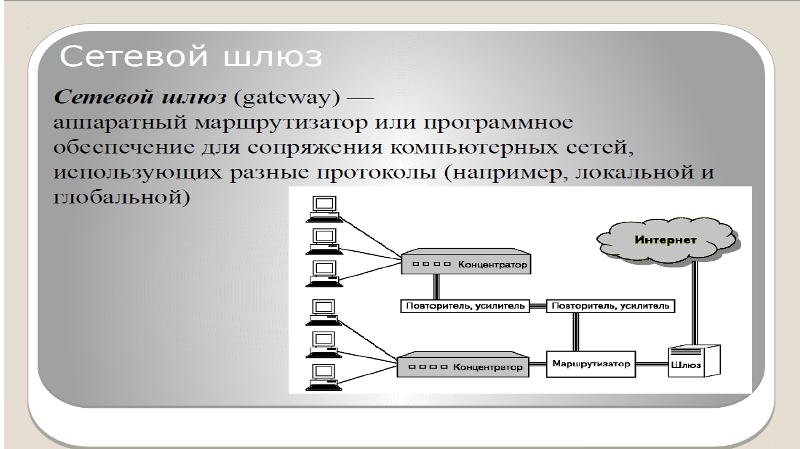 Сетевой шлюз
Сетевой шлюз (gateway) —
аппаратный маршрутизатор или программное
обеспечение для сопряжения компьютерных сетей,
использующих разные протоколы (например, локальной и
глобальной)
Интернет
Концентратор
Повторитель, усилитель
Повторитель, усилитель
Концентратор
Маршрутизатор
Шлюз